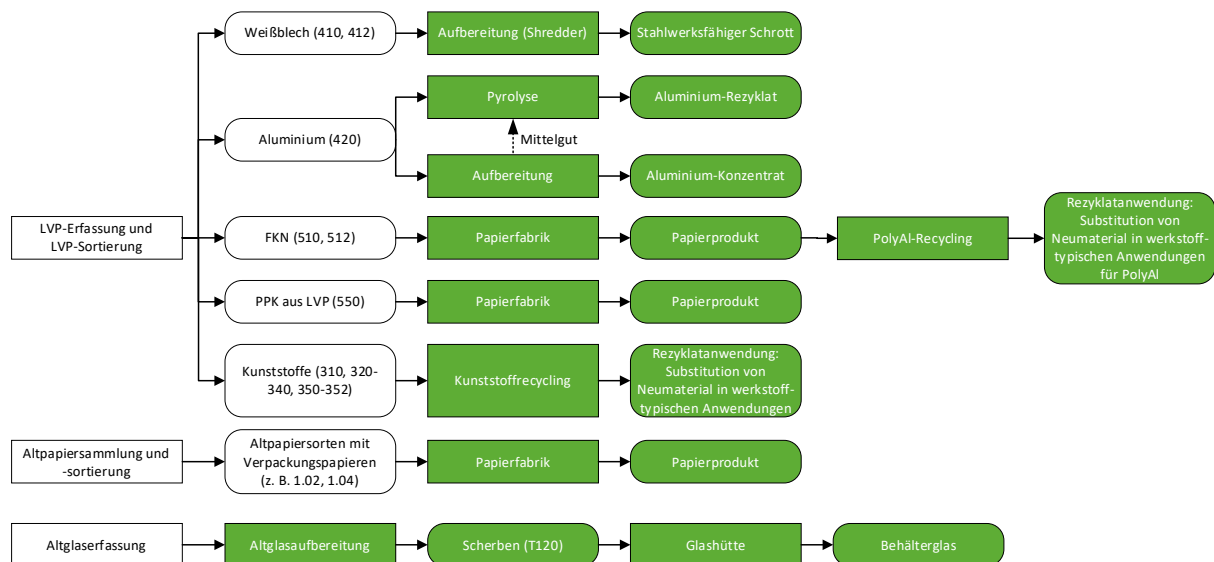 Weißblech (410, 412)
Aufbereitung (Shredder)
Stahlwerksfähiger Schrott
Pyrolyse
Aluminium-Rezyklat
Aluminium (420)
Mittelgut
Aufbereitung
Aluminium-Konzentrat
LVP-Erfassung und
LVP-Sortierung
FKN (510, 512)
Papierfabrik
Papierprodukt
PolyAl-Recycling
Rezyklatanwendung:
Substitution von
Neumaterial in werkstoff-
typischen Anwendungen
für PolyAl
PPK aus LVP (550)
Papierfabrik
Papierprodukt
Kunststoffe (310, 320-
340, 350-352)
Kunststoffrecycling
Rezyklatanwendung:
Substitution von
Neumaterial in werkstoff-
typischen Anwendungen
Altpapiersammlung und
-sortierung
Altpapiersorten mit
Verpackungspapieren
(z. B. 1.02, 1.04)
Papierfabrik
Papierprodukt
Altglaserfassung
Altglasaufbereitung
Scherben (T120)
Glashütte
Behälterglas